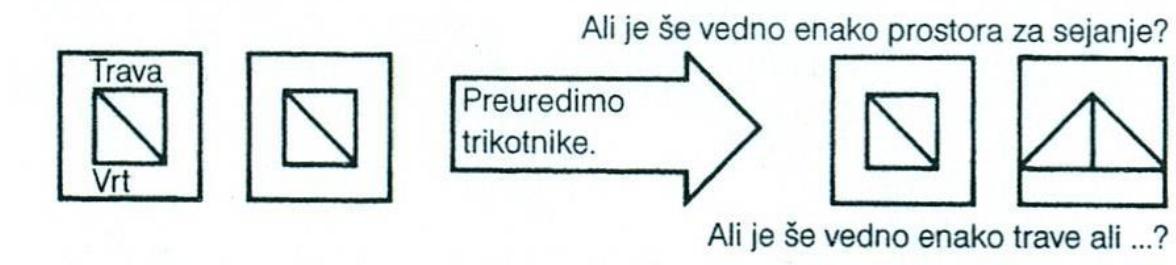 Ali je še vedno enako prostora za sejanje?
Trava
Vrt
Preuredimo
trikotnike.
Ali je še vedno enako trave ali ...?